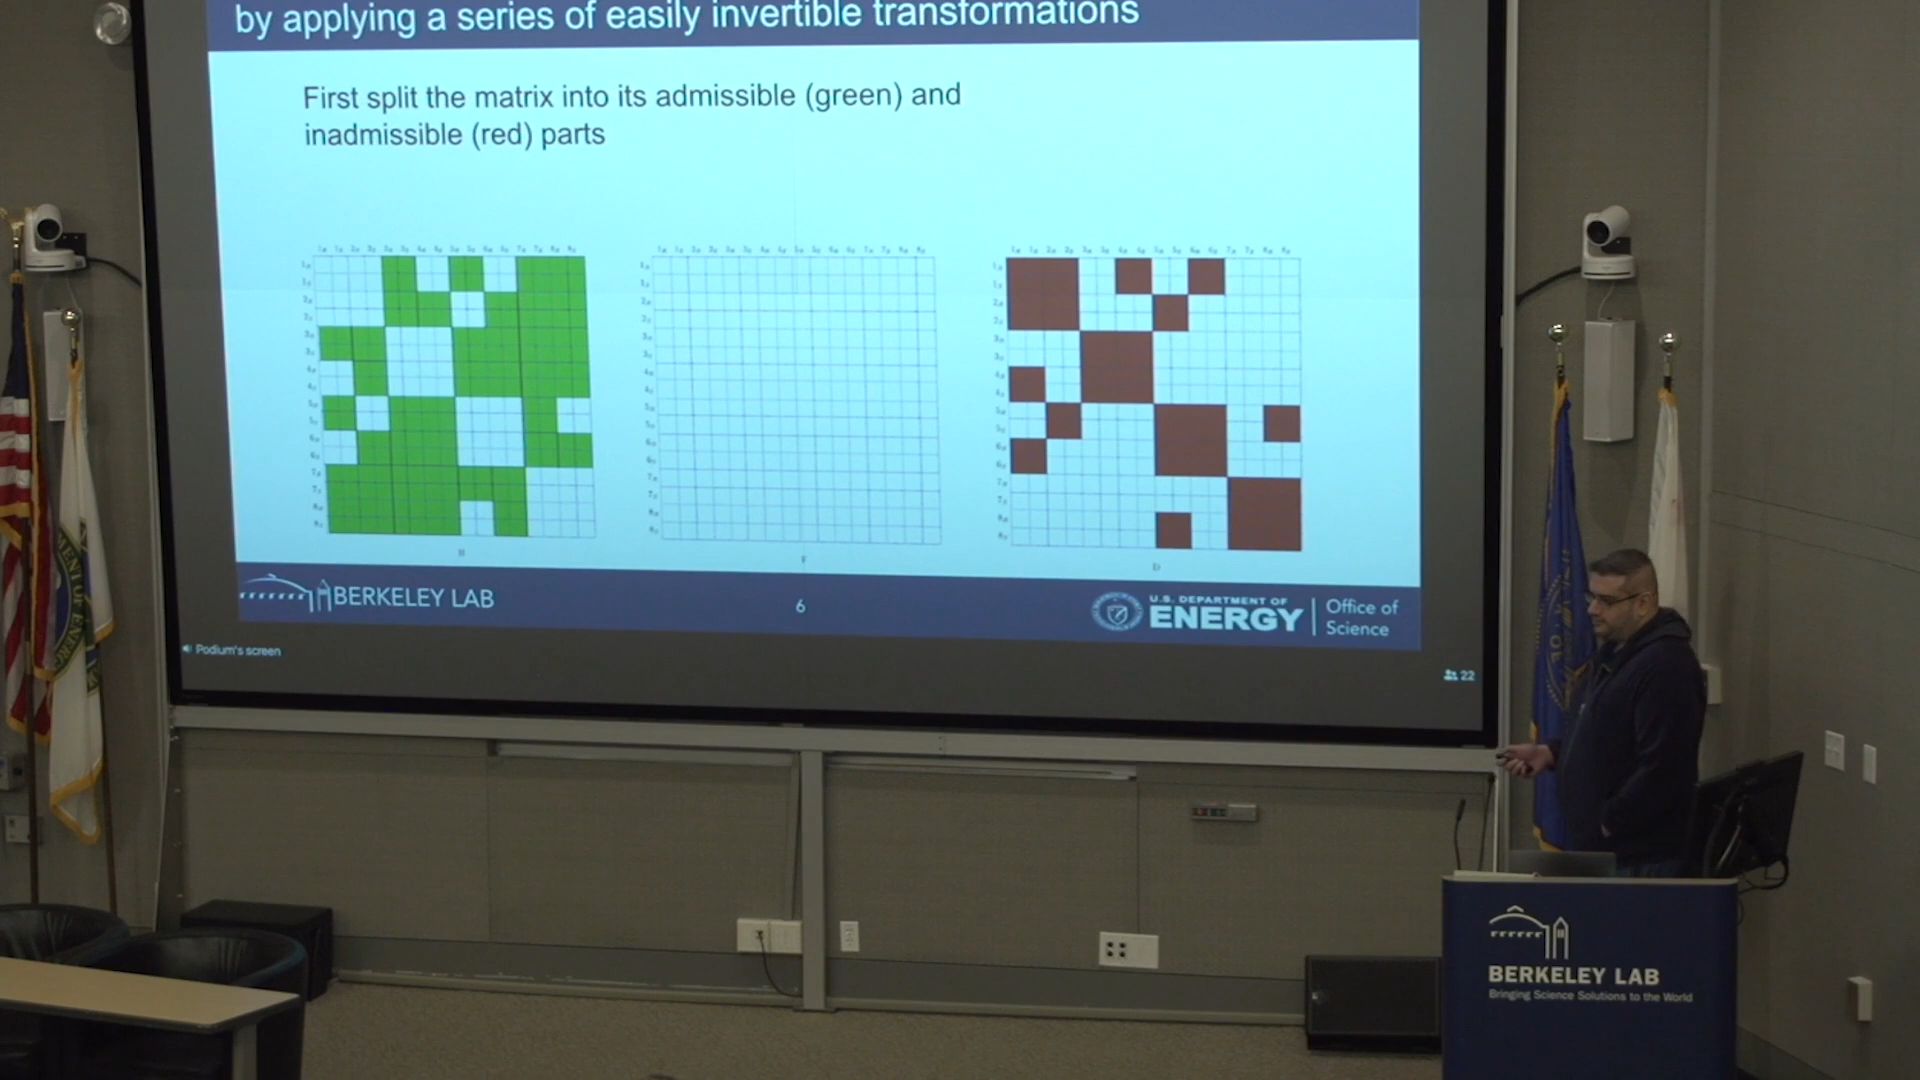 by applying a series of easily invertible transformations
First split the matrix into its admissible (green) and
inadmissible (red) parts
H
F
D
BERKELEY LAB
6
U.S. DEPARTMENT OF
ENERGY
Office of
Science
Podium's screen
22
BERKELEY LAB
Bringing Science Solutions to the World